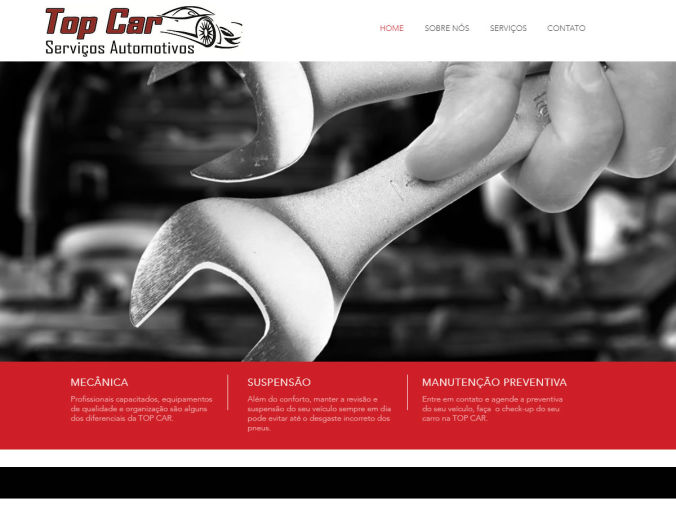 Top Car
Serviços Automotivos
HOME
SOBRE NÓS
SERVIÇOS
CONTATO
MECÂNICA
Profissionais capacitados, equipamentos
de qualidade e organização são alguns
dos diferenciais da TOP CAR.
SUSPENSÃO
Além do conforto, manter a revisão e
suspensão do seu veículo sempre em dia
pode evitar até o desgaste incorreto dos
pneus.
MANUTENÇÃO PREVENTIVA
Entre em contato e agende a preventiva
do seu veículo, faça  o check-up do seu
carro na TOP CAR.